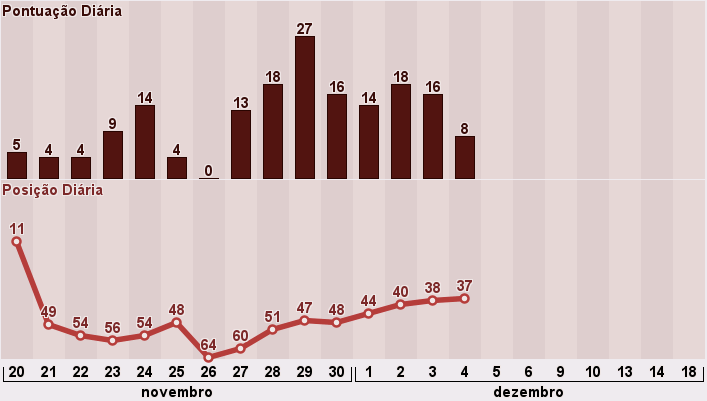 Pontuação Diária
5 4 4 9 14 4 0 13 18 27 16 14 18 16 8
Posição Diária
11 49 54 56 54 48 64 60 51 47 48 44 40 38 37
20 21 22 23 24 25 26 27 28 29 30 1 2 3 4 5 6 9 10 13 14 18
novembro dezembro